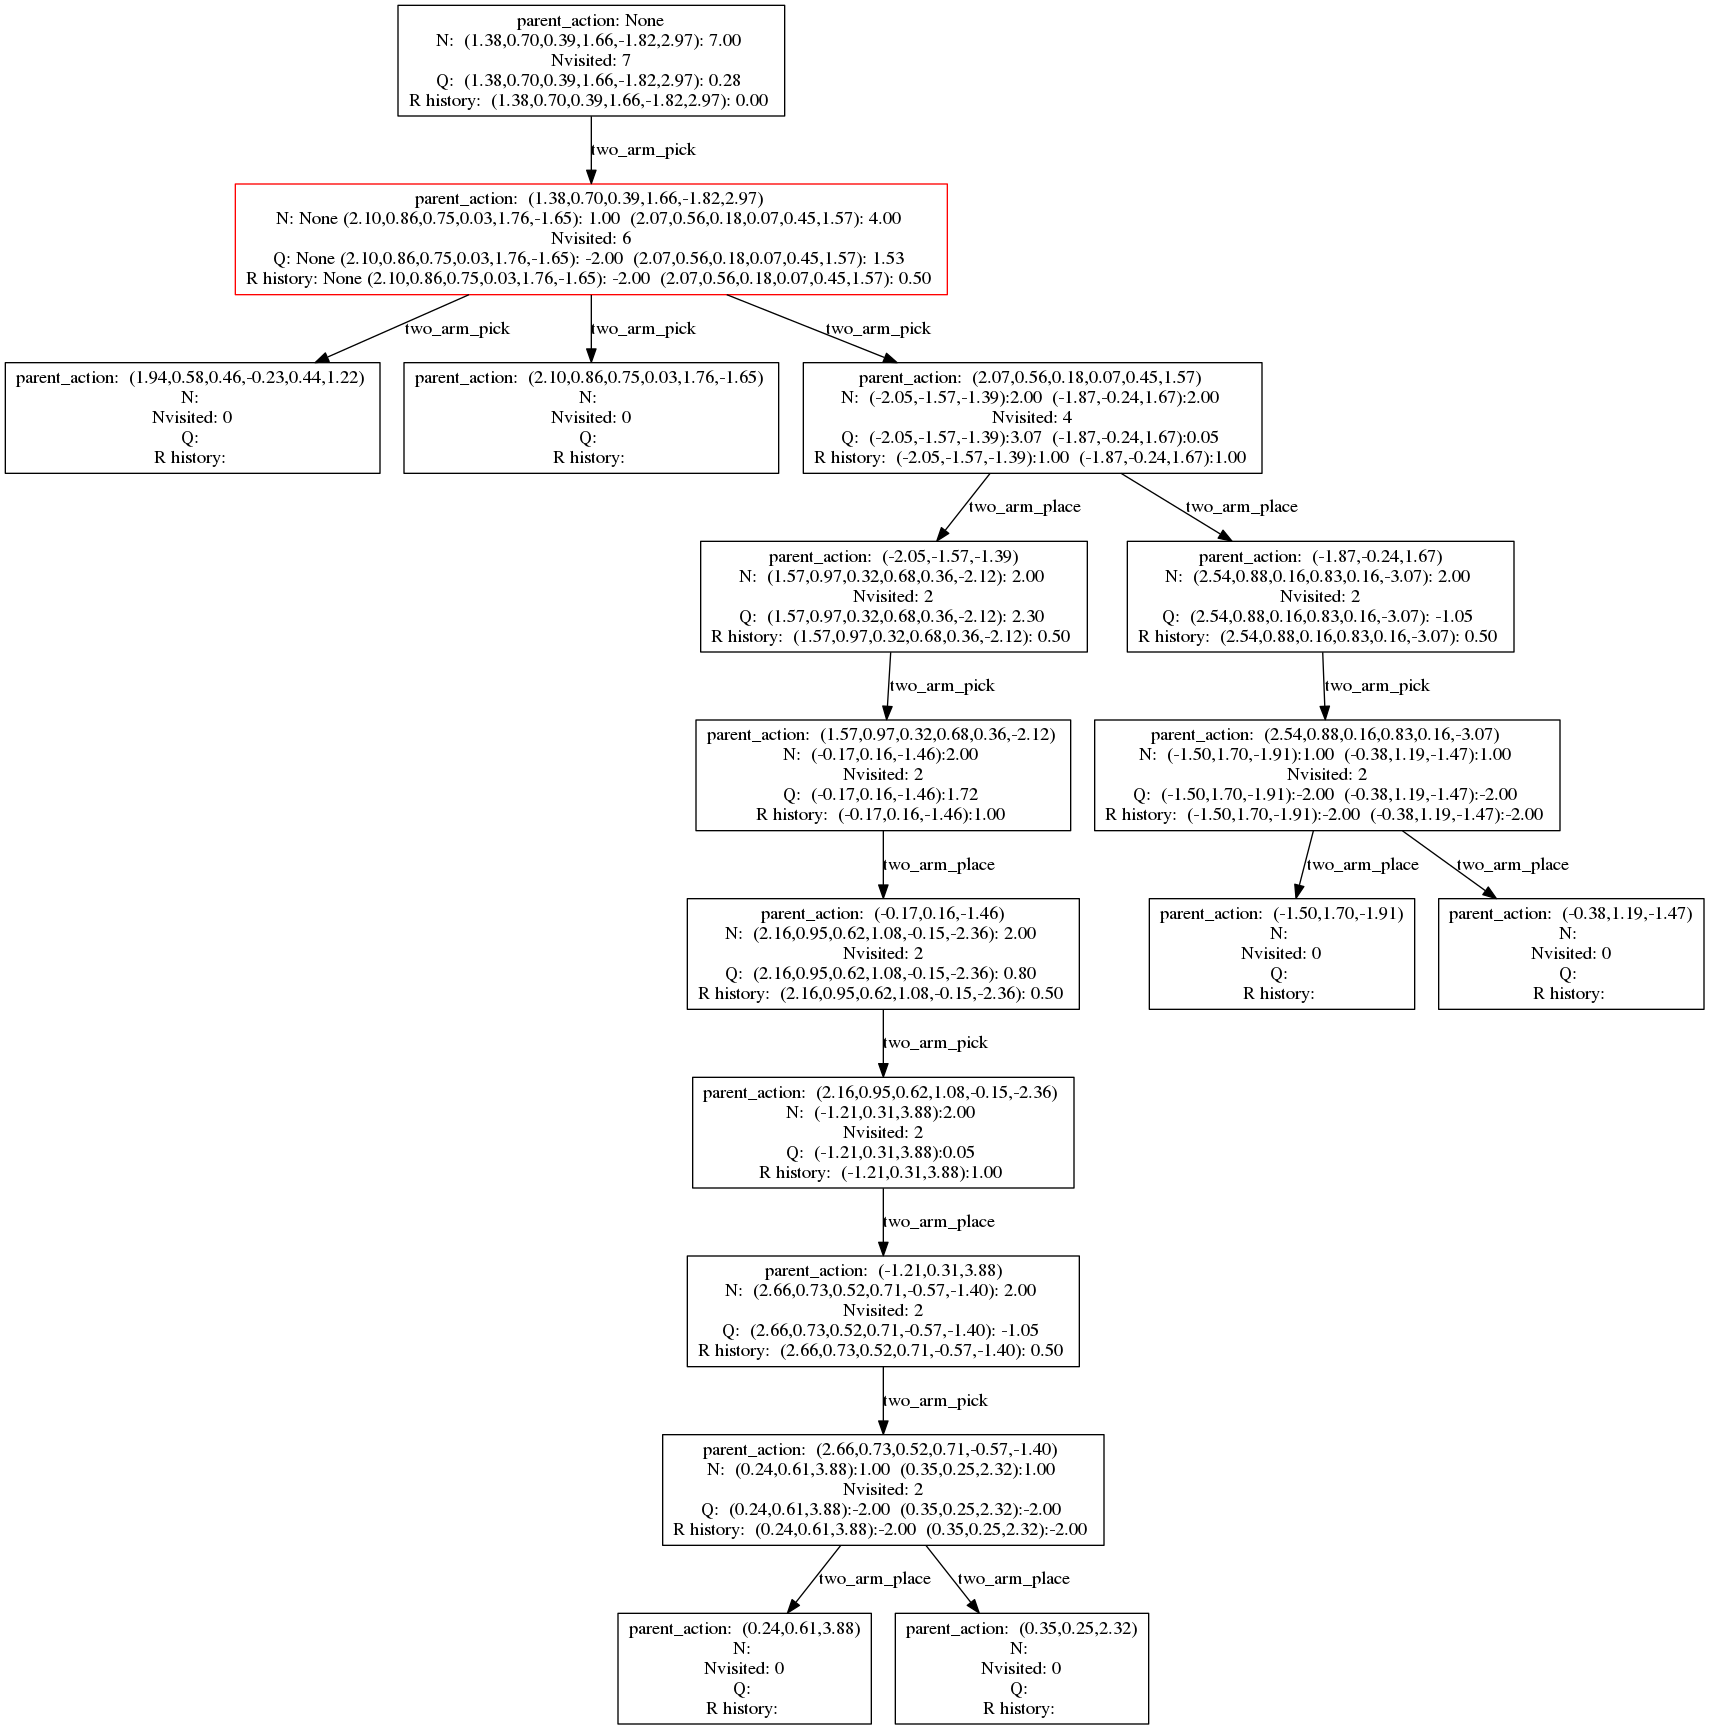 parent_action: None
N:  (1.38,0.70,0.39,1.66,-1.82,2.97): 7.00
Nvisited: 7
Q:  (1.38,0.70,0.39,1.66,-1.82,2.97): 0.28
R history:  (1.38,0.70,0.39,1.66,-1.82,2.97): 0.00
two_arm_pick
parent_action:  (1.38,0.70,0.39,1.66,-1.82,2.97)
N: None (2.10,0.86,0.75,0.03,1.76,-1.65): 1.00  (2.07,0.56,0.18,0.07,0.45,1.57): 4.00
Nvisited: 6
Q: None (2.10,0.86,0.75,0.03,1.76,-1.65): -2.00  (2.07,0.56,0.18,0.07,0.45,1.57): 1.53
R history: None (2.10,0.86,0.75,0.03,1.76,-1.65): -2.00  (2.07,0.56,0.18,0.07,0.45,1.57): 0.50
two_arm_pick
two_arm_pick
two_arm_pick
parent_action:  (1.94,0.58,0.46,-0.23,0.44,1.22)
N:
Nvisited: 0
Q:
R history:
parent_action:  (2.10,0.86,0.75,0.03,1.76,-1.65)
N:
Nvisited: 0
Q:
R history:
parent_action:  (2.07,0.56,0.18,0.07,0.45,1.57)
N:  (-2.05,-1.57,-1.39):2.00  (-1.87,-0.24,1.67):2.00
Nvisited: 4
Q:  (-2.05,-1.57,-1.39):3.07  (-1.87,-0.24,1.67):0.05
R history:  (-2.05,-1.57,-1.39):1.00  (-1.87,-0.24,1.67):1.00
two_arm_place
two_arm_place
parent_action:  (-2.05,-1.57,-1.39)
N:  (1.57,0.97,0.32,0.68,0.36,-2.12): 2.00
Nvisited: 2
Q:  (1.57,0.97,0.32,0.68,0.36,-2.12): 2.30
R history:  (1.57,0.97,0.32,0.68,0.36,-2.12): 0.50
parent_action:  (-1.87,-0.24,1.67)
N:  (2.54,0.88,0.16,0.83,0.16,-3.07): 2.00
Nvisited: 2
Q:  (2.54,0.88,0.16,0.83,0.16,-3.07): -1.05
R history:  (2.54,0.88,0.16,0.83,0.16,-3.07): 0.50
two_arm_pick
two_arm_pick
parent_action:  (1.57,0.97,0.32,0.68,0.36,-2.12)
N:  (-0.17,0.16,-1.46):2.00
Nvisited: 2
Q:  (-0.17,0.16,-1.46):1.72
R history:  (-0.17,0.16,-1.46):1.00
parent_action:  (2.54,0.88,0.16,0.83,0.16,-3.07)
N:  (-1.50,1.70,-1.91):1.00  (-0.38,1.19,-1.47):1.00
Nvisited: 2
Q:  (-1.50,1.70,-1.91):-2.00  (-0.38,1.19,-1.47):-2.00
R history:  (-1.50,1.70,-1.91):-2.00  (-0.38,1.19,-1.47):-2.00
two_arm_place
two_arm_place
two_arm_place
parent_action:  (-0.17,0.16,-1.46)
N:  (2.16,0.95,0.62,1.08,-0.15,-2.36): 2.00
Nvisited: 2
Q:  (2.16,0.95,0.62,1.08,-0.15,-2.36): 0.80
R history:  (2.16,0.95,0.62,1.08,-0.15,-2.36): 0.50
parent_action:  (-1.50,1.70,-1.91)
N:
Nvisited: 0
Q:
R history:
parent_action:  (-0.38,1.19,-1.47)
N:
Nvisited: 0
Q:
R history:
two_arm_pick
parent_action:  (2.16,0.95,0.62,1.08,-0.15,-2.36)
N:  (-1.21,0.31,3.88):2.00
Nvisited: 2
Q:  (-1.21,0.31,3.88):0.05
R history:  (-1.21,0.31,3.88):1.00
two_arm_place
parent_action:  (-1.21,0.31,3.88)
N:  (2.66,0.73,0.52,0.71,-0.57,-1.40): 2.00
Nvisited: 2
Q:  (2.66,0.73,0.52,0.71,-0.57,-1.40): -1.05
R history:  (2.66,0.73,0.52,0.71,-0.57,-1.40): 0.50
two_arm_pick
parent_action:  (2.66,0.73,0.52,0.71,-0.57,-1.40)
N:  (0.24,0.61,3.88):1.00  (0.35,0.25,2.32):1.00
Nvisited: 2
Q:  (0.24,0.61,3.88):-2.00  (0.35,0.25,2.32):-2.00
R history:  (0.24,0.61,3.88):-2.00  (0.35,0.25,2.32):-2.00
two_arm_place
two_arm_place
parent_action:  (0.24,0.61,3.88)
N:
Nvisited: 0
Q:
R history:
parent_action:  (0.35,0.25,2.32)
N:
Nvisited: 0
Q:
R history: